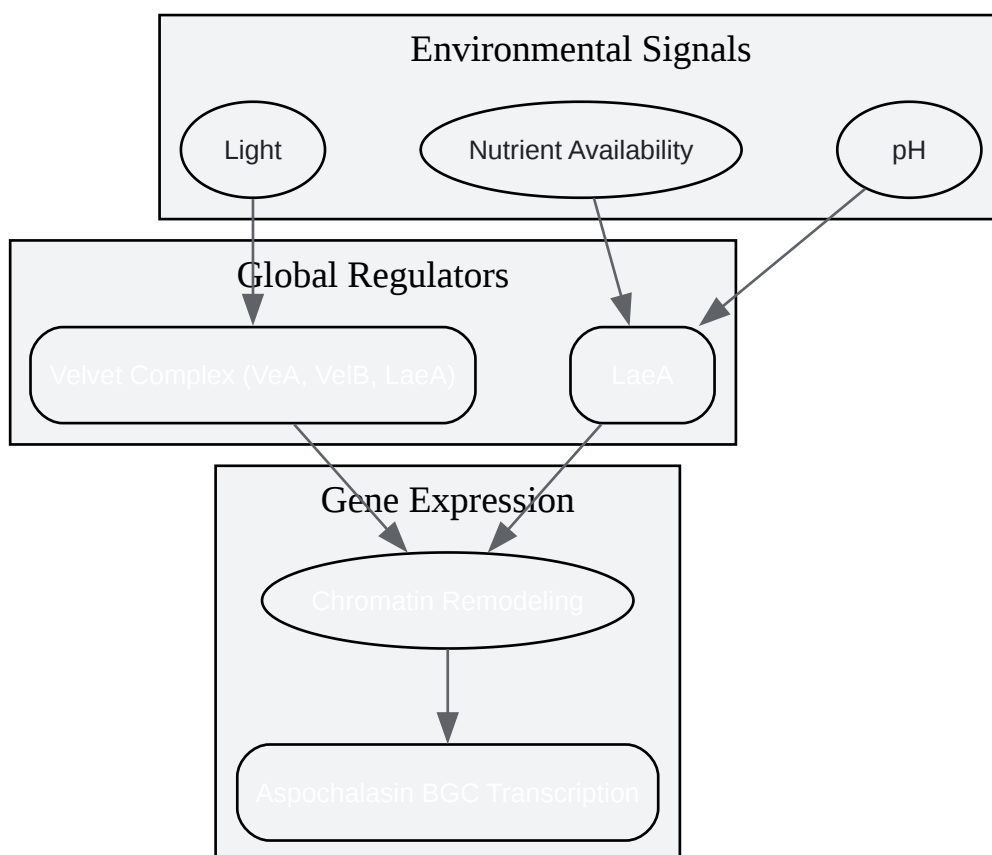 Environmental Signals
Light
Nutrient Availability
pH
Global Regulators
Velvet Complex (VeA, VelB, LaeA)
LaeA
Gene Expression
Chromatin Remodeling
Aspochalasin BGC Transcription